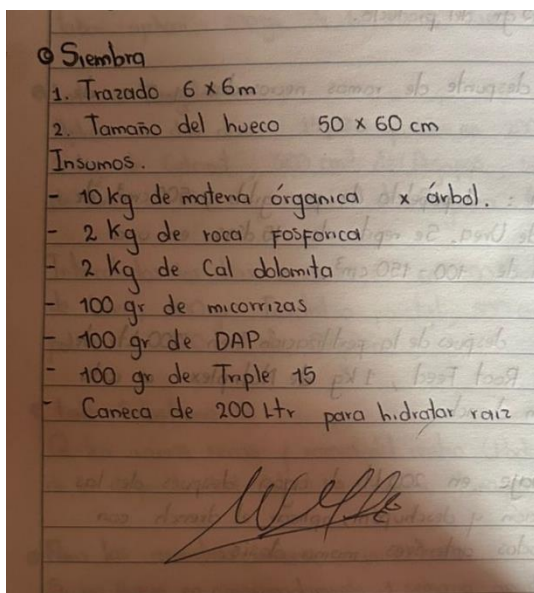 Siembra
1. Trazado 6 x 6 m
2. Tamaño del hueco 50 x 60 cm
Insumos.
- 10 kg de materia órganica x árbol.
- 2 kg de roca fosforica
- 2 kg de Cal dolomita
- 100 gr de micorrizas
- 100 gr de DAP
- 100 gr de Triple 15
- Caneca de 200 Ltr para hidratar raiz